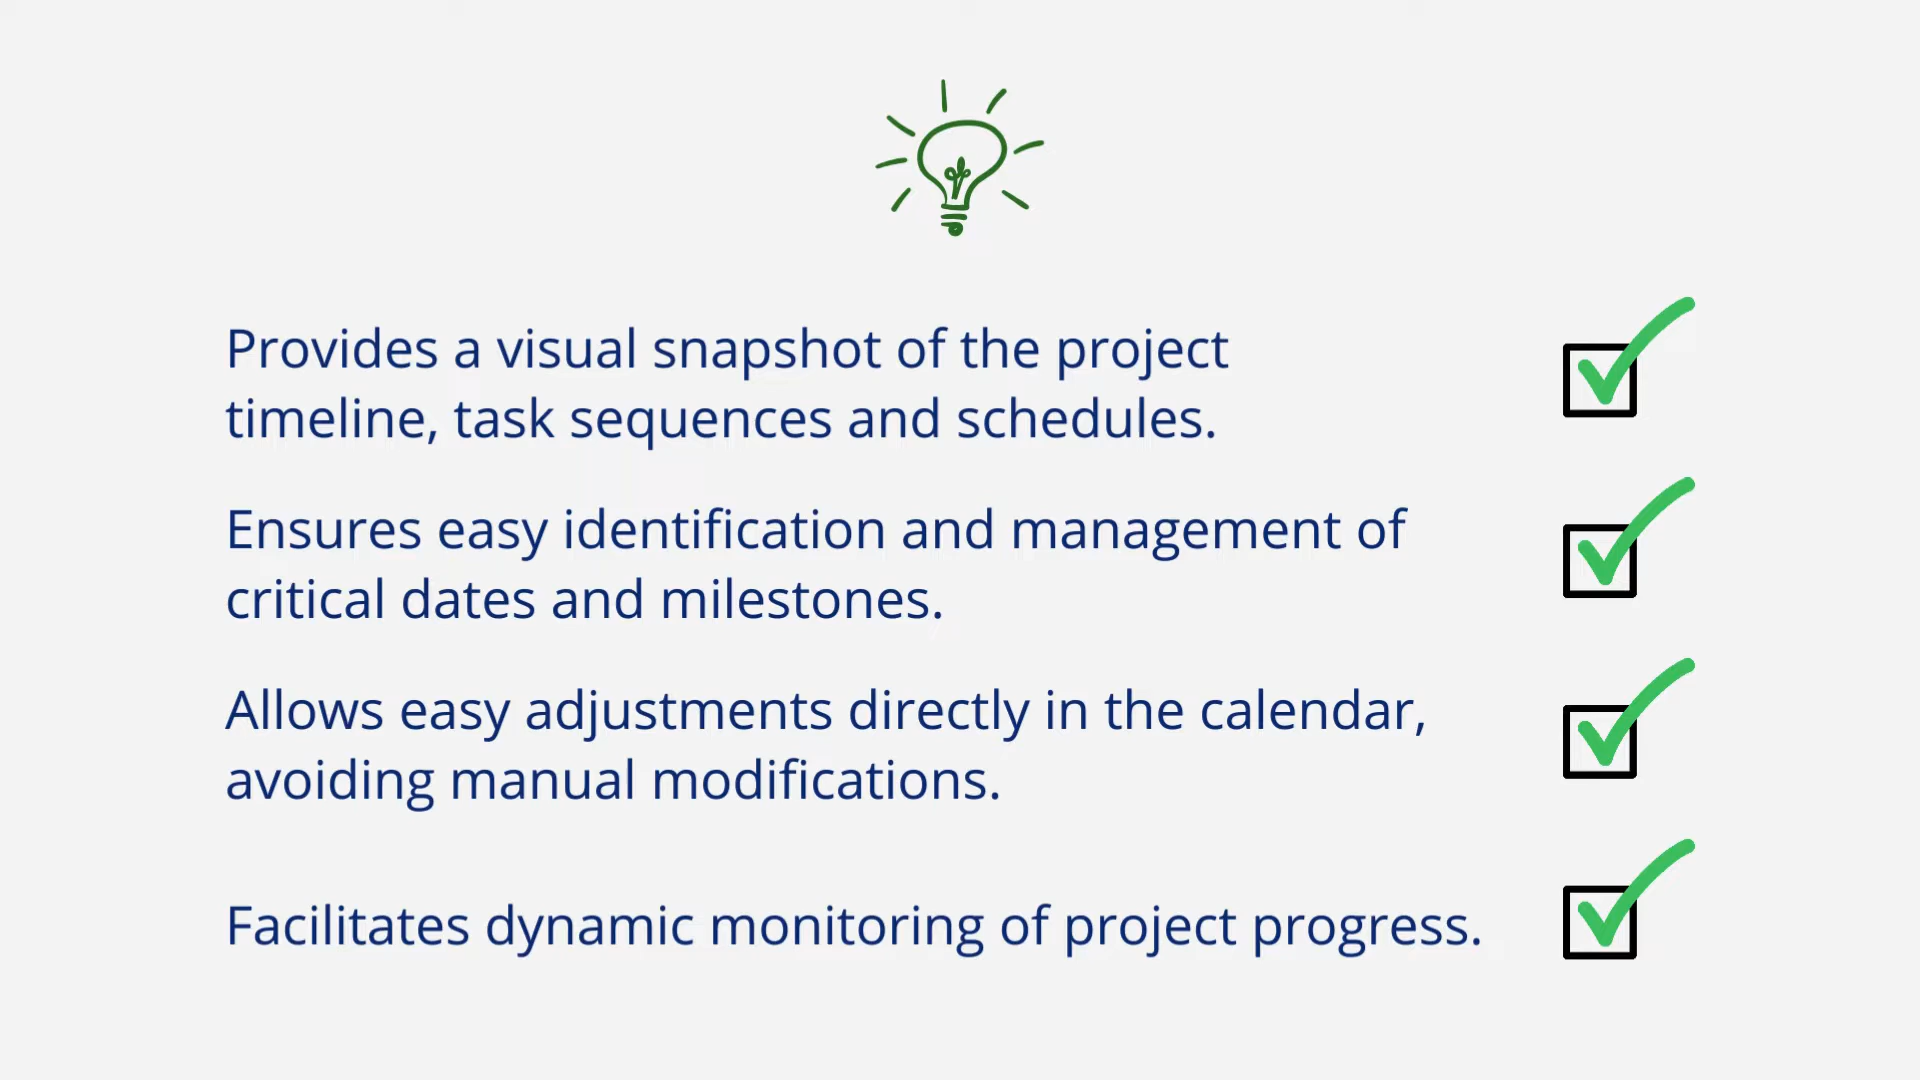 Provides a visual snapshot of the project
timeline, task sequences and schedules.
Ensures easy identification and management of
critical dates and milestones.
Allows easy adjustments directly in the calendar,
avoiding manual modifications.
Facilitates dynamic monitoring of project progress.